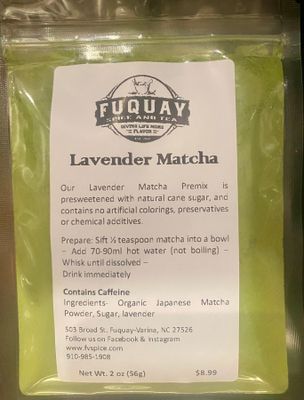 FUQUAY
SPICE AND TEA
GIVING LIFE MORE
FLAVOR
Lavender Matcha
Our Lavender Matcha Premix is
presweetened with natural cane sugar, and
contains no artificial colorings, preservatives
or chemical additives.
Prepare: Sift ½ teaspoon matcha into a bowl
– Add 70-90ml hot water (not boiling) –
Whisk until dissolved –
Drink immediately
Contains Caffeine
Ingredients- Organic Japanese Matcha
Powder, Sugar, lavender
503 Broad St. Fuquay-Varina, NC 27526
Follow us on Facebook & Instagram
www.fvspice.com
910-985-1908
Net Wt. 2 oz (56g) $8.99